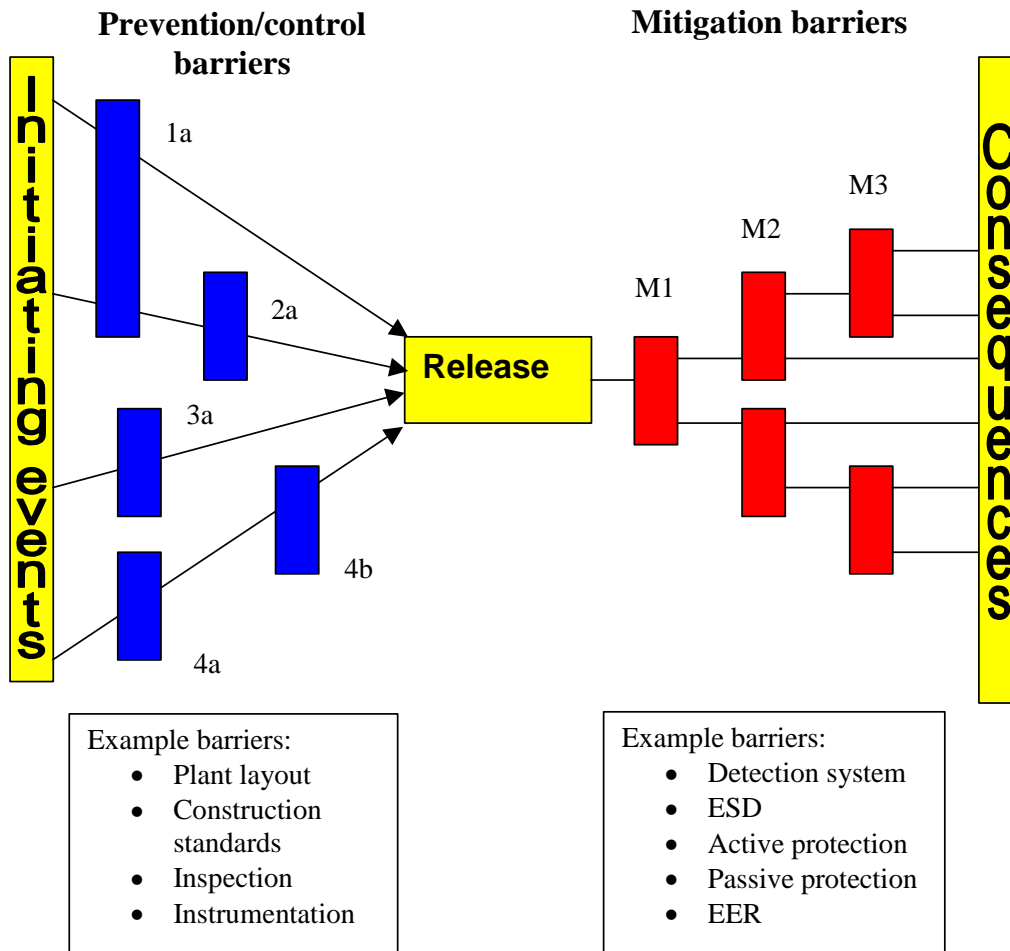 Prevention/control
barriers
Mitigation barriers
Initiating events
1a
2a
3a
4b
4a
Release
M1
M2
M3
Consequences
Example barriers:
• Plant layout
• Construction
standards
• Inspection
• Instrumentation
Example barriers:
• Detection system
• ESD
• Active protection
• Passive protection
• EER